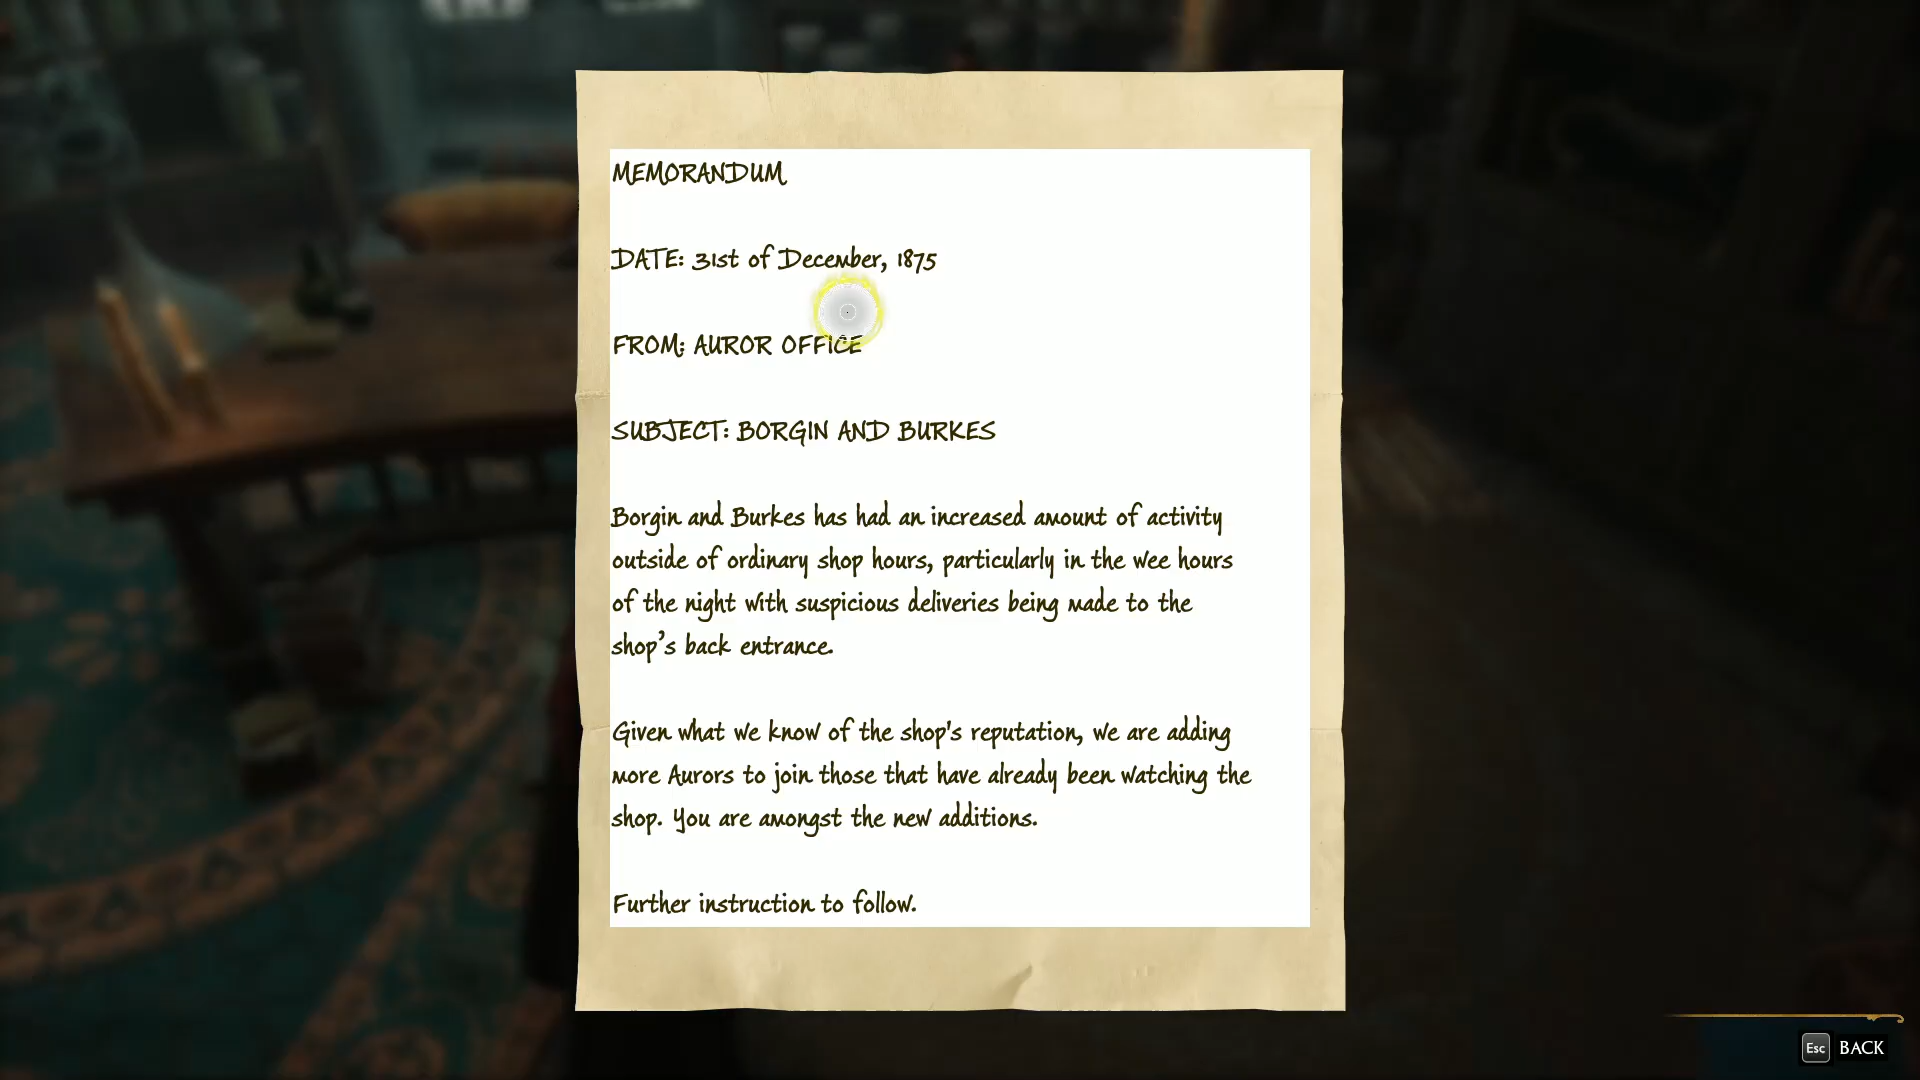 MEMORANDUM
DATE: 31st of December, 1875
FROM: AUROR OFFICE
SUBJECT: BORGIN AND BURKES
Borgin and Burkes has had an increased amount of activity
outside of ordinary shop hours, particularly in the wee hours
of the night with suspicious deliveries being made to the
shop’s back entrance.
Given what we know of the shop's reputation, we are adding
more Aurors to join those that have already been watching the
shop. You are amongst the new additions.
Further instruction to follow.
Esc BACK